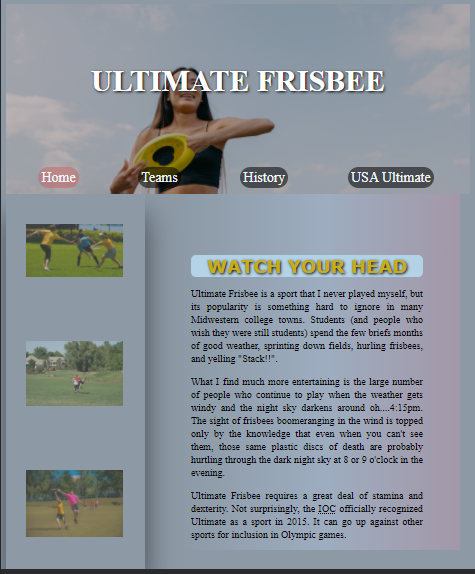 ULTIMATE FRISBEE
Home
Teams
History
USA Ultimate
WATCH YOUR HEAD
Ultimate Frisbee is a sport that I never played myself, but
its popularity is something hard to ignore in many
Midwestern college towns. Students (and people who
wish they were still students) spend the few briefs months
of good weather, sprinting down fields, hurling frisbees,
and yelling "Stack!!".
What I find much more entertaining is the large number
of people who continue to play when the weather gets
windy and the night sky darkens around oh....4:15pm.
The sight of frisbees boomeranging in the wind is topped
only by the knowledge that even when you can't see
them, those same plastic discs of death are probably
hurtling through the dark night sky at 8 or 9 o'clock in the
evening.
Ultimate Frisbee requires a great deal of stamina and
dexterity. Not surprisingly, the IOC officially recognized
Ultimate as a sport in 2015. It can go up against other
sports for inclusion in Olympic games.